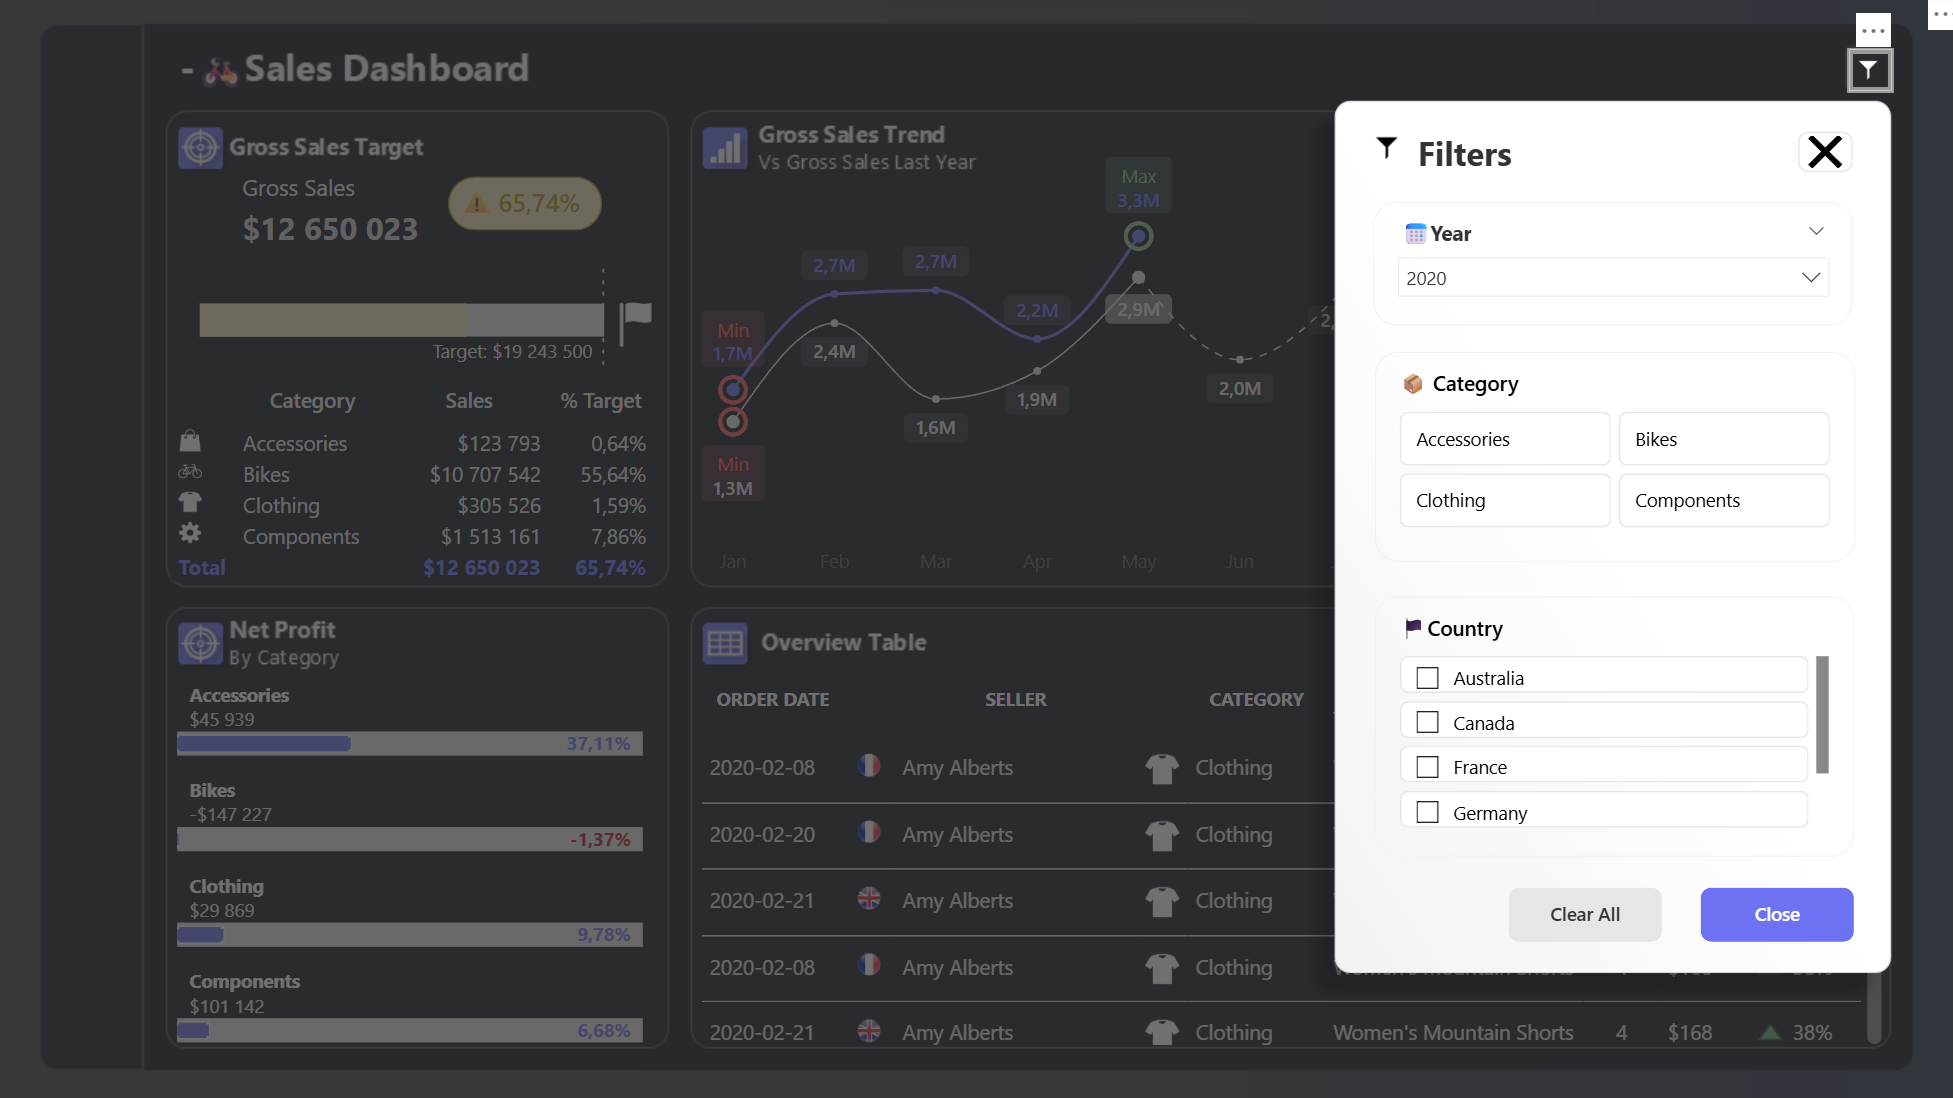 - Sales Dashboard
Gross Sales Target
Gross Sales
$12 650 023
65,74%
Target: $19 243 500
Category Sales % Target
Accessories $123 793 0,64%
Bikes $10 707 542 55,64%
Clothing $305 526 1,59%
Components $1 513 161 7,86%
Total $12 650 023 65,74%
Gross Sales Trend
Vs Gross Sales Last Year
Max
3,3M
2,7M
2,7M
2,2M
2,9M
Min
1,7M
2,4M
1,6M
1,9M
2,0M
Min
1,3M
Jan Feb Mar Apr May Jun
Net Profit
By Category
Accessories
$45 939
37,11%
Bikes
-$147 227
-1,37%
Clothing
$29 869
9,78%
Components
$101 142
6,68%
Overview Table
ORDER DATE SELLER CATEGORY
2020-02-08 Amy Alberts Clothing
2020-02-20 Amy Alberts Clothing
2020-02-21 Amy Alberts Clothing
2020-02-08 Amy Alberts Clothing
2020-02-21 Amy Alberts Clothing Women's Mountain Shorts 4 $168 38%
Filters
Year
2020
Category
Accessories
Bikes
Clothing
Components
Country
Australia
Canada
France
Germany
Clear All
Close